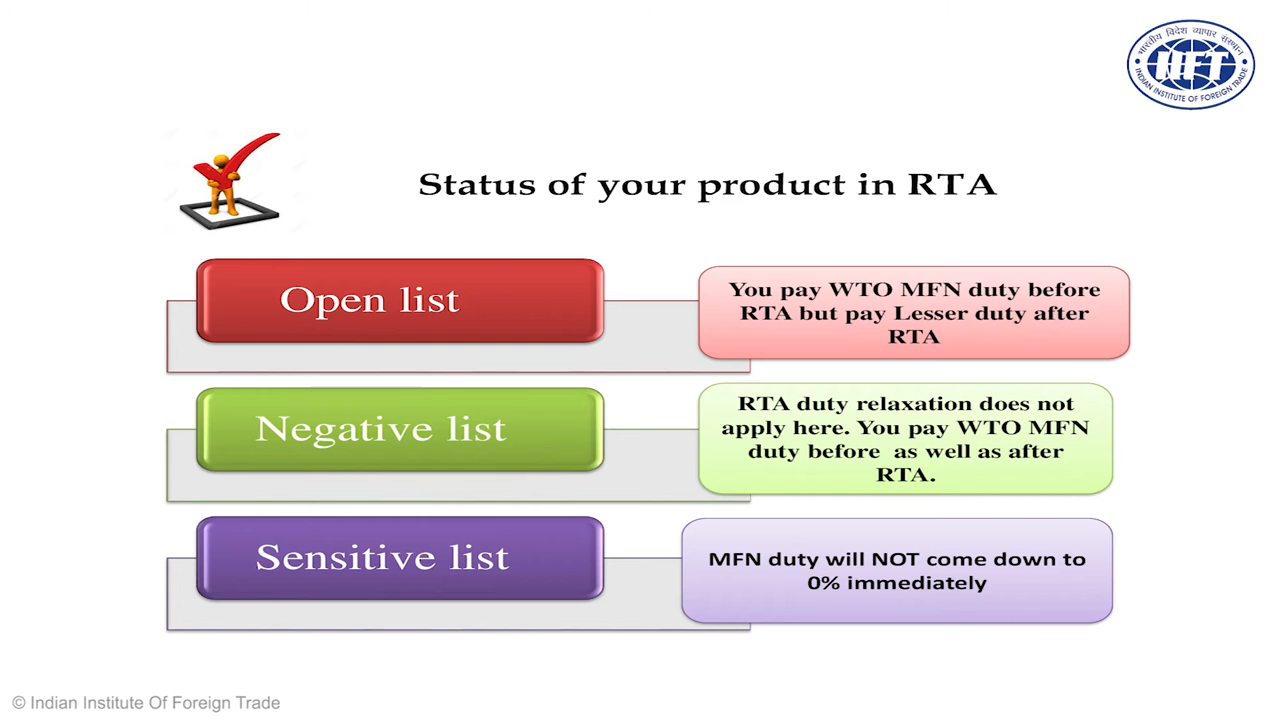 भारतीय विदेश व्यापार संस्थान
IIFT
INDIAN INSTITUTE OF FOREIGN TRADE
Status of your product in RTA
Open list
You pay WTO MFN duty before
RTA but pay Lesser duty after
RTA
Negative list
RTA duty relaxation does not
apply here. You pay WTO MFN
duty before as well as after
RTA.
Sensitive list
MFN duty will NOT come down to
0% immediately
© Indian Institute Of Foreign Trade